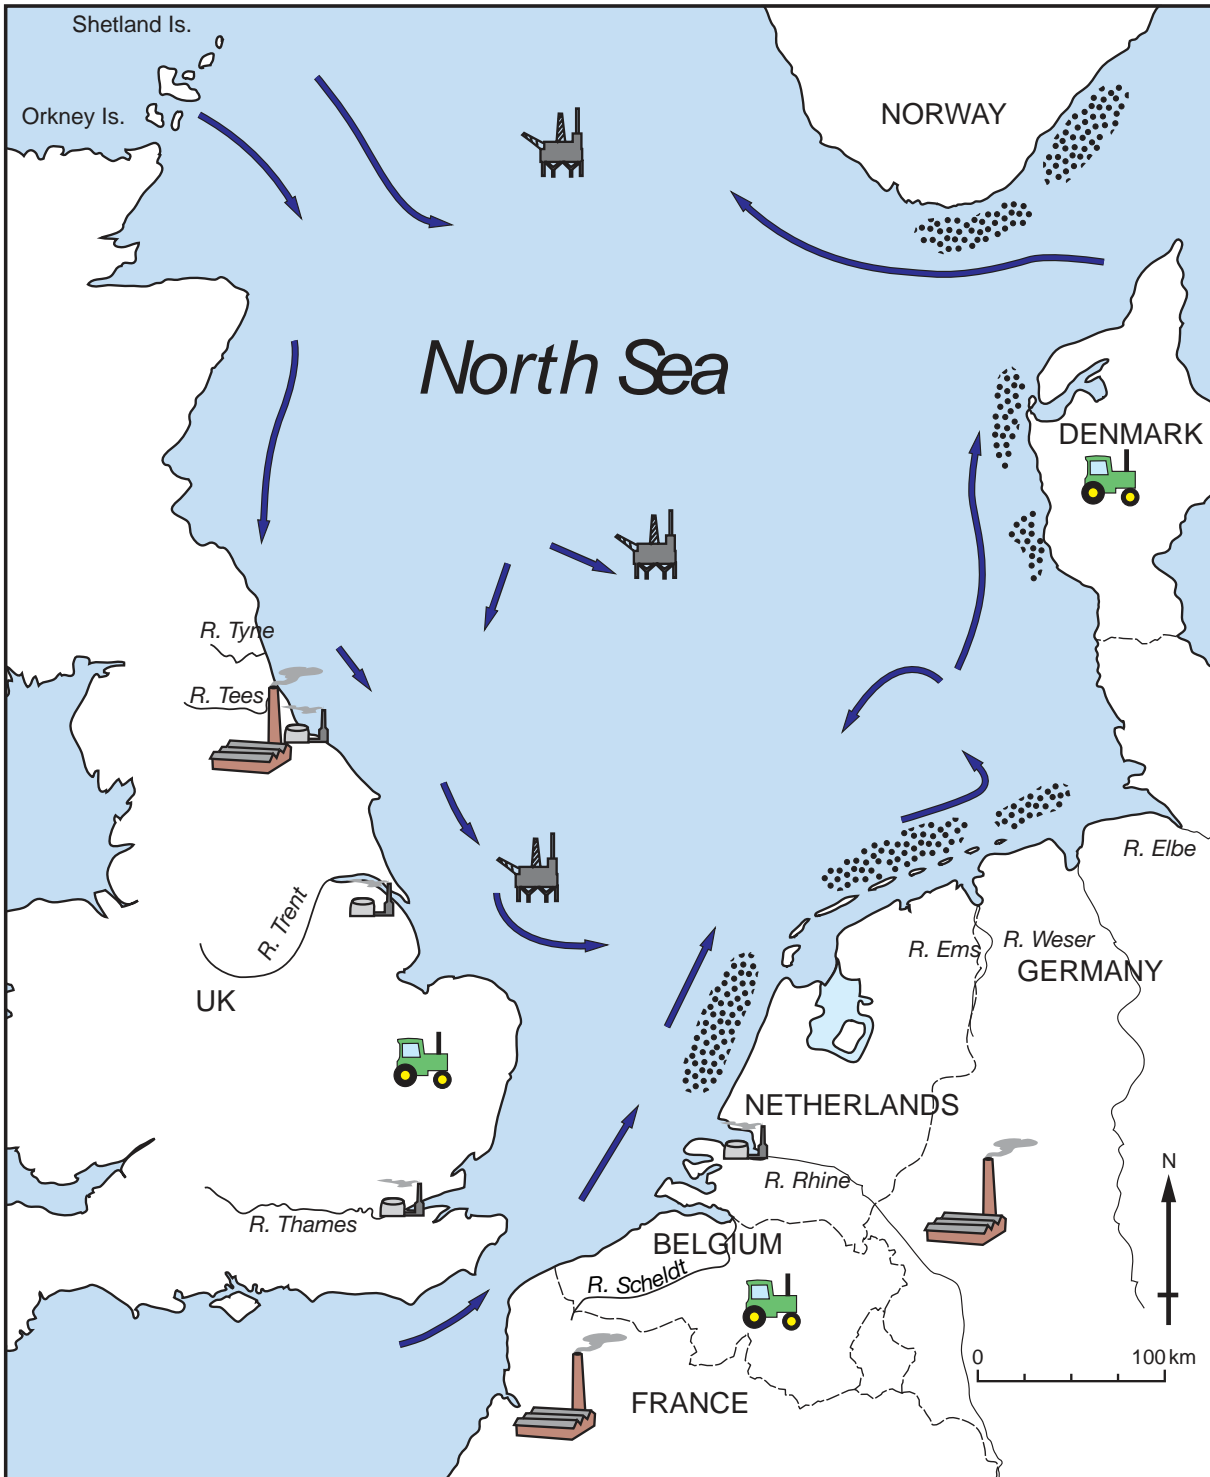 Shetland Is.
Orkney Is.
NORWAY
North Sea
DENMARK
R. Tyne
R. Tees
R. Elbe
R. Trent
R. Ems
R. Weser
GERMANY
UK
NETHERLANDS
R. Rhine
N
R. Thames
BELGIUM
R. Scheldt
0
100 km
FRANCE